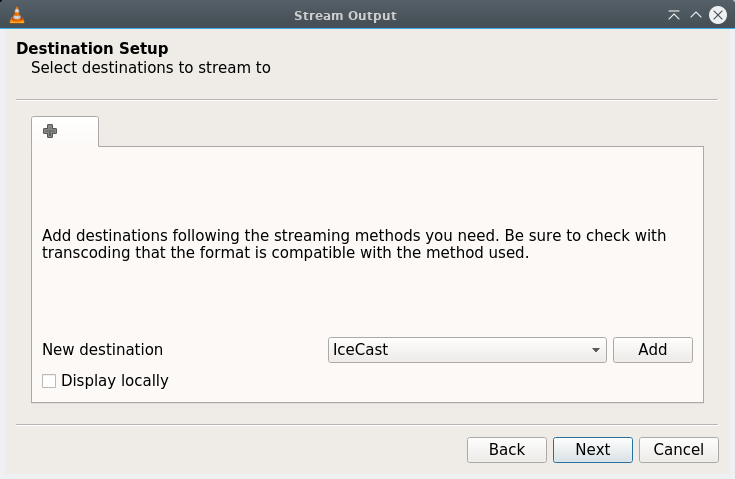 Stream Output
Destination Setup
Select destinations to stream to
Add destinations following the streaming methods you need. Be sure to check with
transcoding that the format is compatible with the method used.
New destination IceCast Add
Display locally
Back Next Cancel